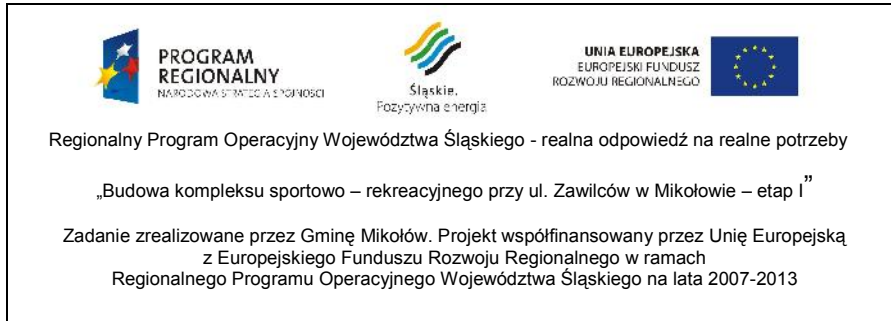 PROGRAM
REGIONALNY
NARODOWA STRATEGIA SPÓJNOŚCI
Śląskie.
Pozytywna energia
UNIA EUROPEJSKA
EUROPEJSKI FUNDUSZ
ROZWOJU REGIONALNEGO
Regionalny Program Operacyjny Województwa Śląskiego - realna odpowiedź na realne potrzeby
„Budowa kompleksu sportowo – rekreacyjnego przy ul. Zawilców w Mikołowie – etap I”
Zadanie zrealizowane przez Gminę Mikołów. Projekt współfinansowany przez Unię Europejską
z Europejskiego Funduszu Rozwoju Regionalnego w ramach
Regionalnego Programu Operacyjnego Województwa Śląskiego na lata 2007-2013